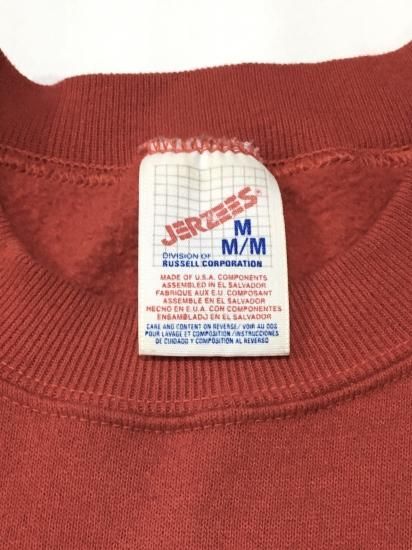 JERZEES®
M
M/M
DIVISION OF
RUSSELL CORPORATION
MADE OF U.S.A. COMPONENTS
ASSEMBLED IN EL SALVADOR
FABRIQUE AUX E.U. COMPOSANT
ASSEMBLE EN EL SALVADOR
HECHO EN E.U.A. CON COMPONENTES
ENSAMBLADO EN EL SALVADOR
CARE AND CONTENT ON REVERSE/ VOIR AU DOS
POUR LAVAGE ET COMPOSITION/INSTRUCCIONES
DE CUIDADO Y COMPOSICION AL REVERSO